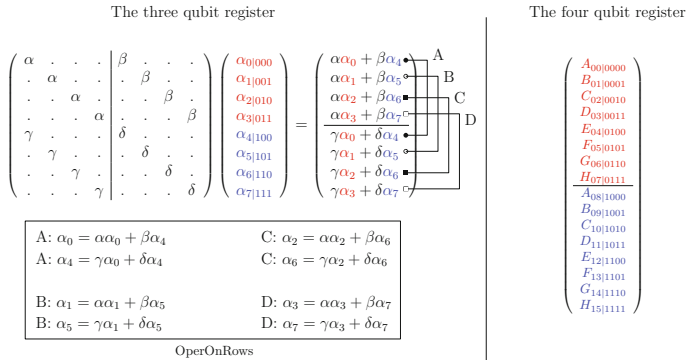 The three qubit register
The four qubit register
α . . . β . . . α₀|₀₀₀ αα₀ + βα₄ A
. α . . . β . . α₁|₀₀₁ αα₁ + βα₅ B
. . α . . . β . α₂|₀₁₀ αα₂ + βα₆ C
. . . α . . . β α₃|₀₁₁ = αα₃ + βα₇ D
γ . . . δ . . . α₄|₁₀₀ γα₀ + δα₄
. γ . . . δ . . α₅|₁₀₁ γα₁ + δα₅
. . γ . . . δ . α₆|₁₁₀ γα₂ + δα₆
. . . γ . . . δ α₇|₁₁₁ γα₃ + δα₇
A: α₀ = αα₀ + βα₄ C: α₂ = αα₂ + βα₆
A: α₄ = γα₀ + δα₄ C: α₆ = γα₂ + δα₆
B: α₁ = αα₁ + βα₅ D: α₃ = αα₃ + βα₇
B: α₅ = γα₁ + δα₅ D: α₇ = γα₃ + δα₇
OperOnRows
A₀₀|₀₀₀₀
B₀₁|₀₀₀₁
C₀₂|₀₀₁₀
D₀₃|₀₀₁₁
E₀₄|₀₁₀₀
F₀₅|₀₁₀₁
G₀₆|₀₁₁₀
H₀₇|₀₁₁₁
A₀₈|₁₀₀₀
B₀₉|₁₀₀₁
C₁₀|₁₀₁₀
D₁₁|₁₀₁₁
E₁₂|₁₁₀₀
F₁₃|₁₁₀₁
G₁₄|₁₁₁₀
H₁₅|₁₁₁₁